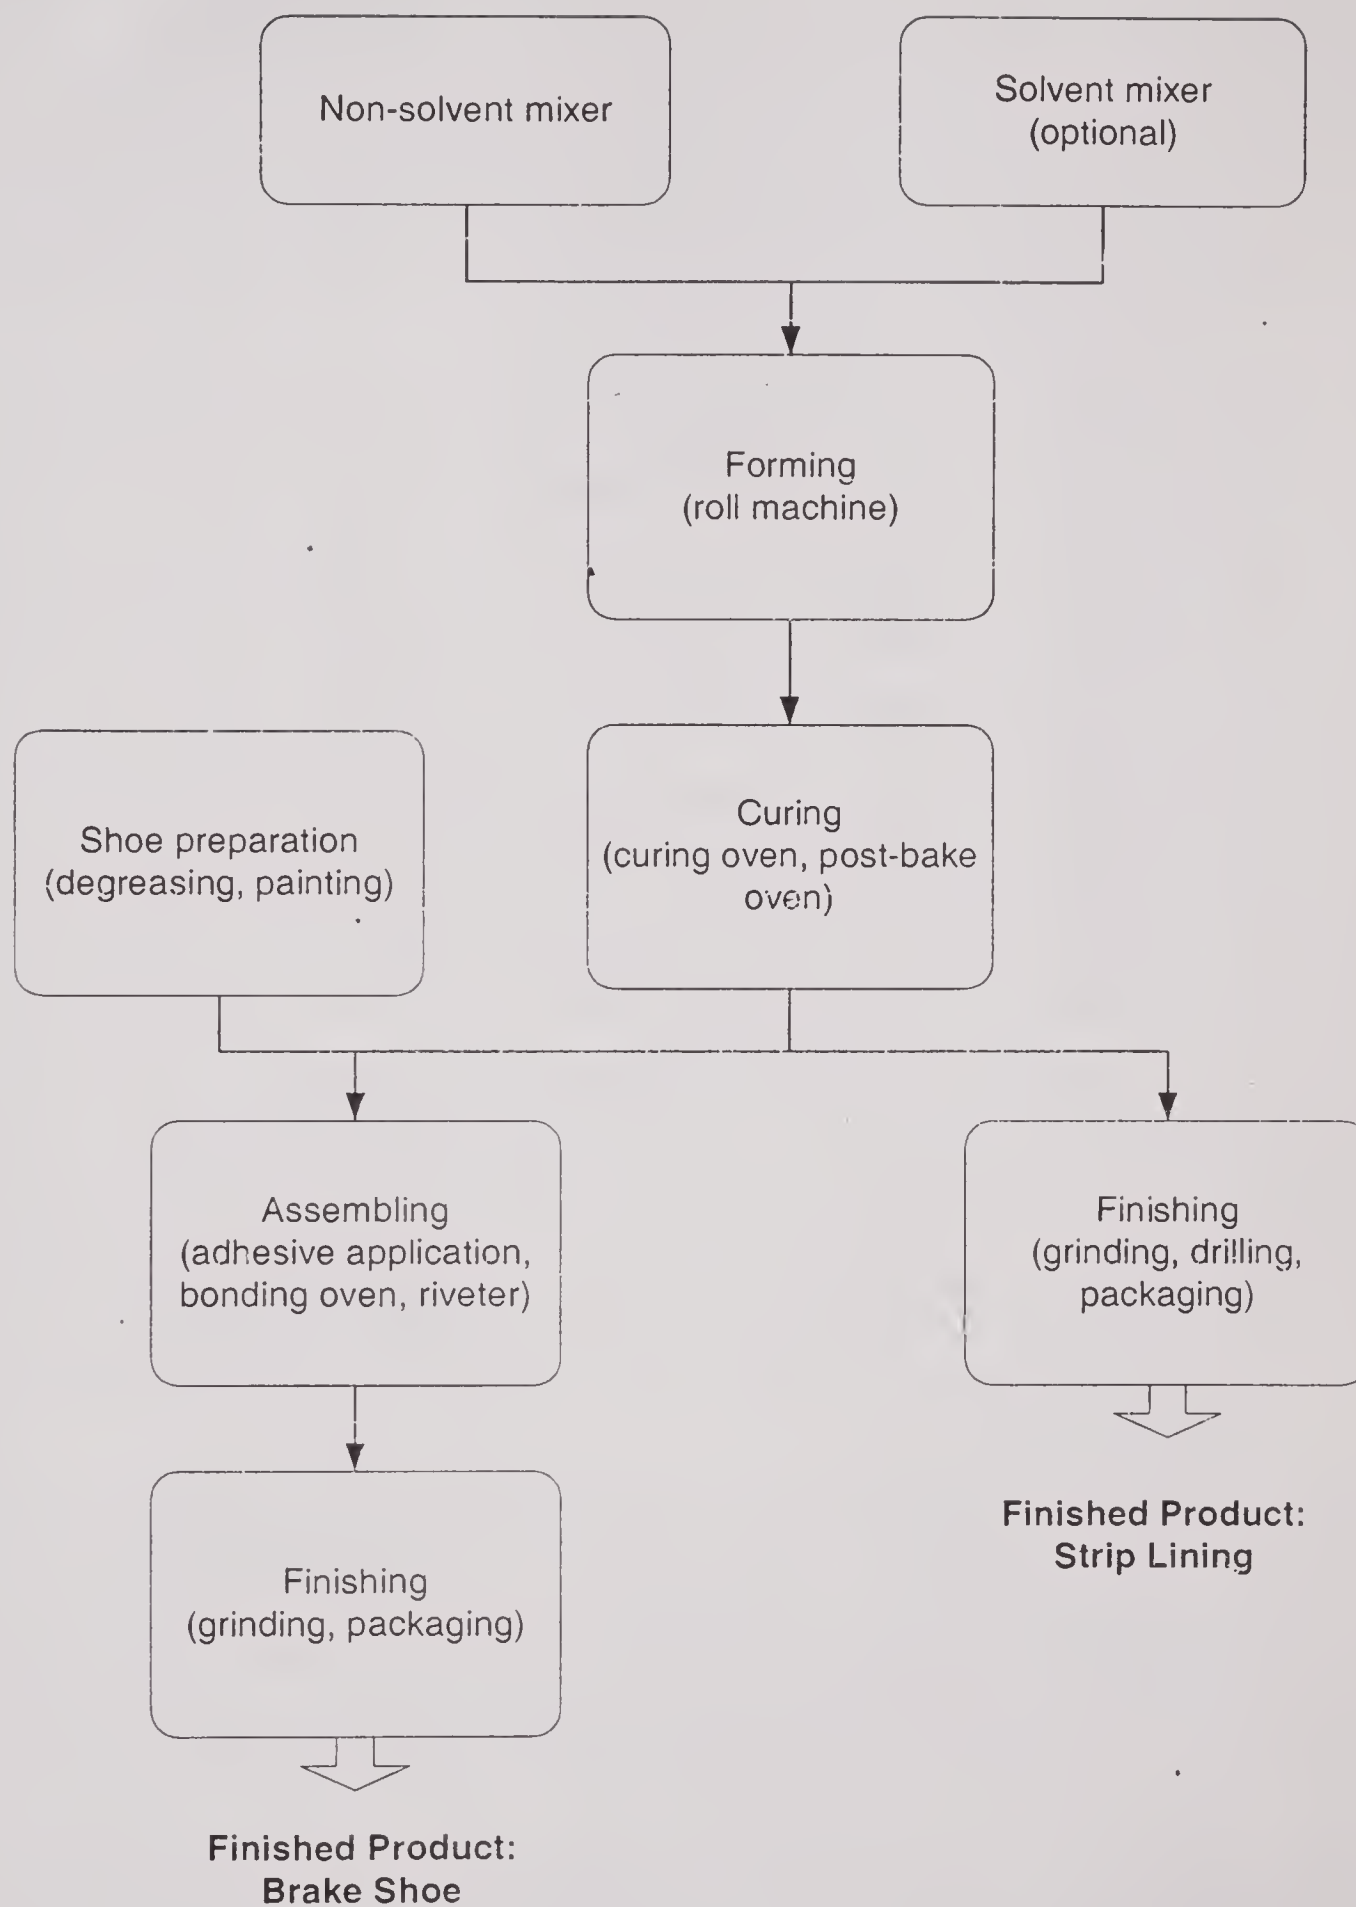 Non-solvent mixer
Solvent mixer
(optional)
Forming
(roll machine)
Shoe preparation
(degreasing, painting)
Curing
(curing oven, post-bake
oven)
Assembling
(adhesive application,
bonding oven, riveter)
Finishing
(grinding, drilling,
packaging)
Finished Product:
Strip Lining
Finishing
(grinding, packaging)
Finished Product:
Brake Shoe